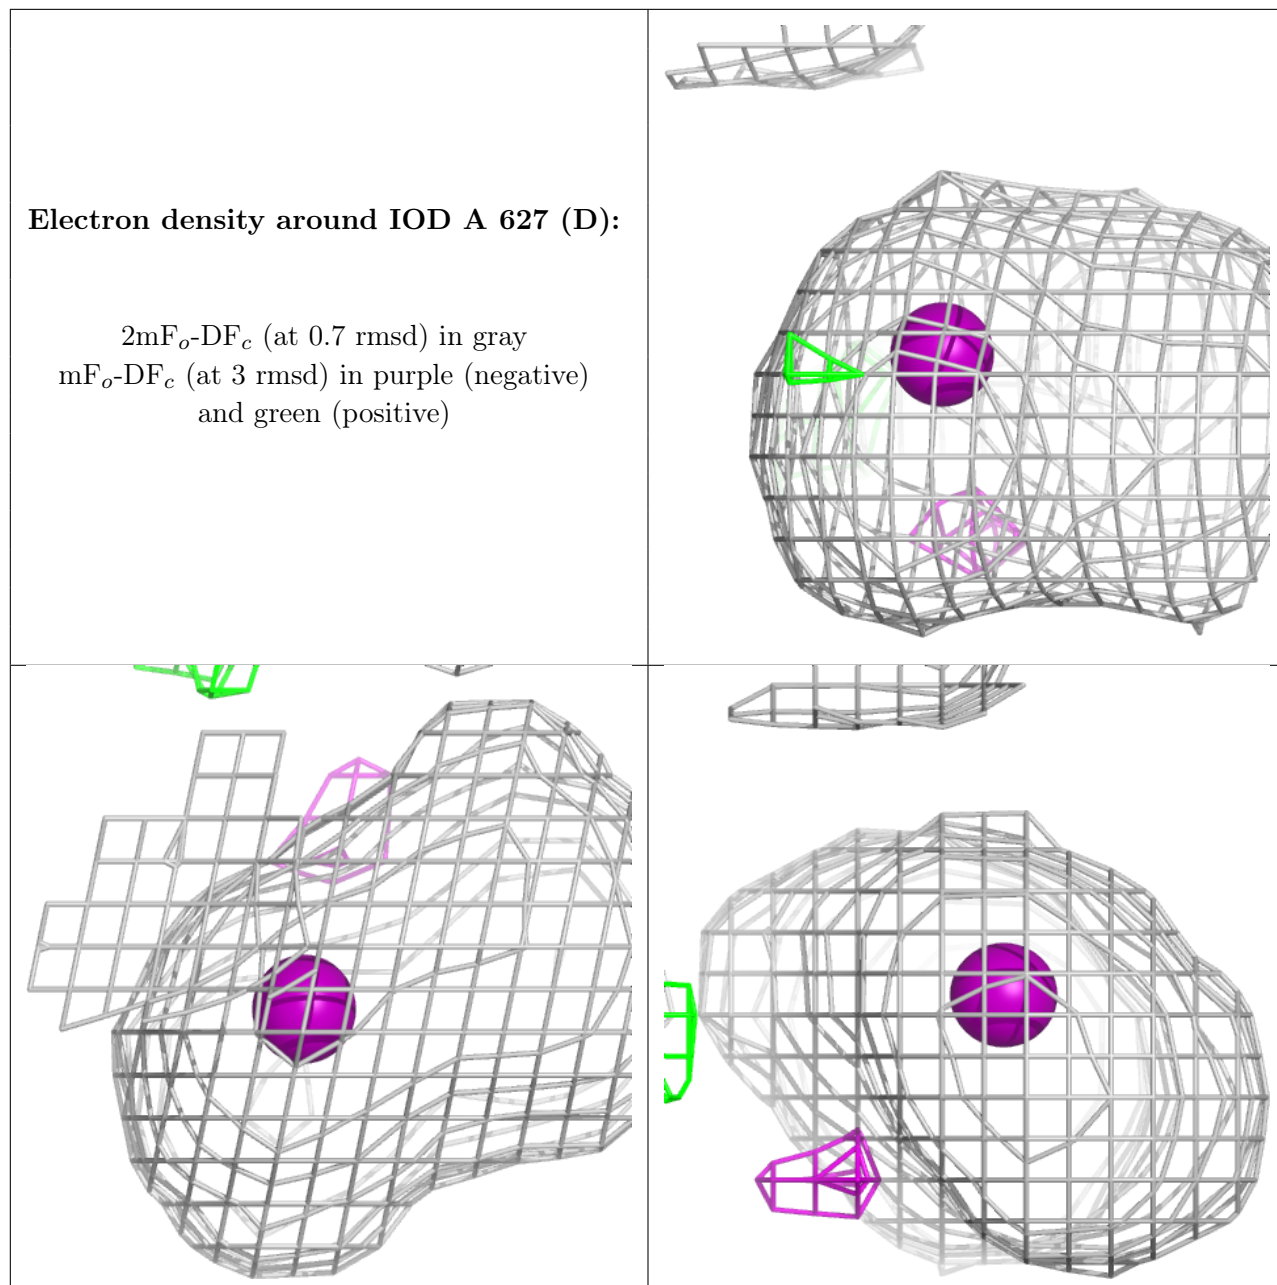 Electron density around IOD A 627 (D):
2mFo-DFc (at 0.7 rmsd) in gray
mFo-DFc (at 3 rmsd) in purple (negative)
and green (positive)